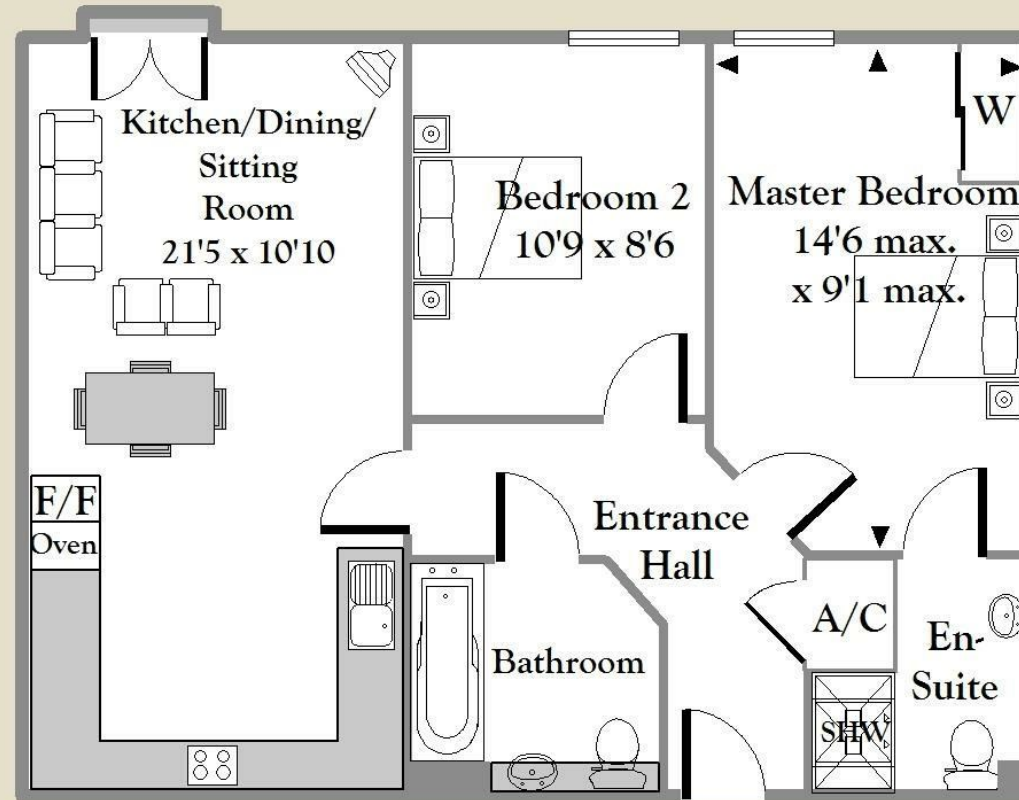 Kitchen/Dining/
Sitting
Room
21'5 x 10'10
Bedroom 2
10'9 x 8'6
W
Master Bedroom
14'6 max.
x 9'1 max.
F/F
Oven
Entrance
Hall
Bathroom
A/C
En-
Suite
SHW